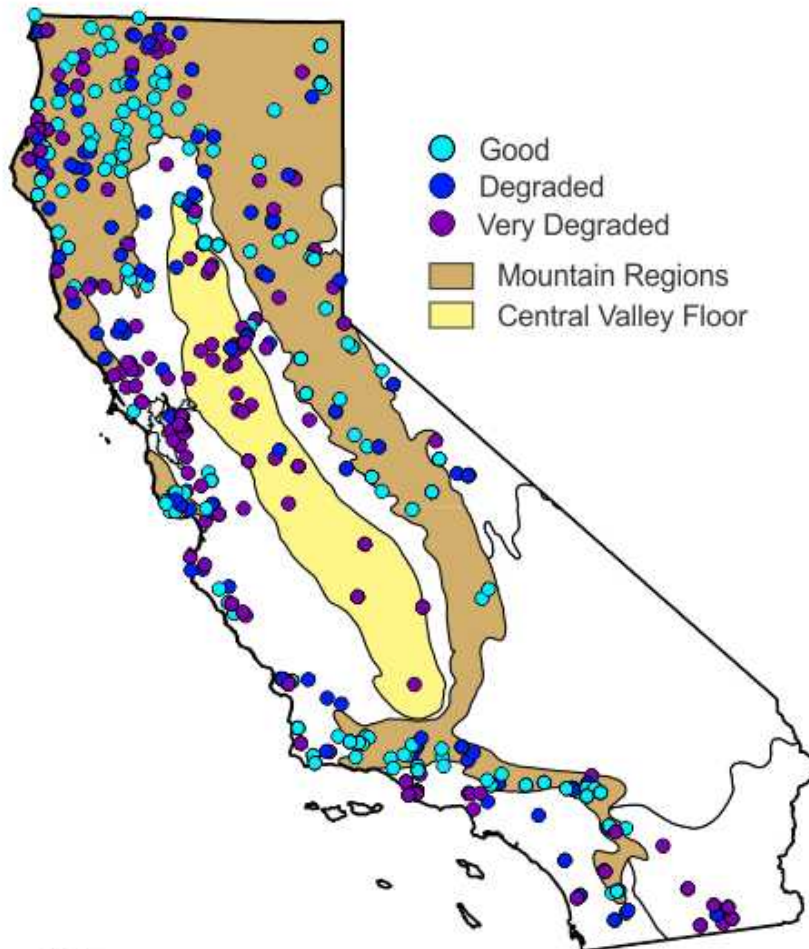 Good
Degraded
Very Degraded
Mountain Regions
Central Valley Floor